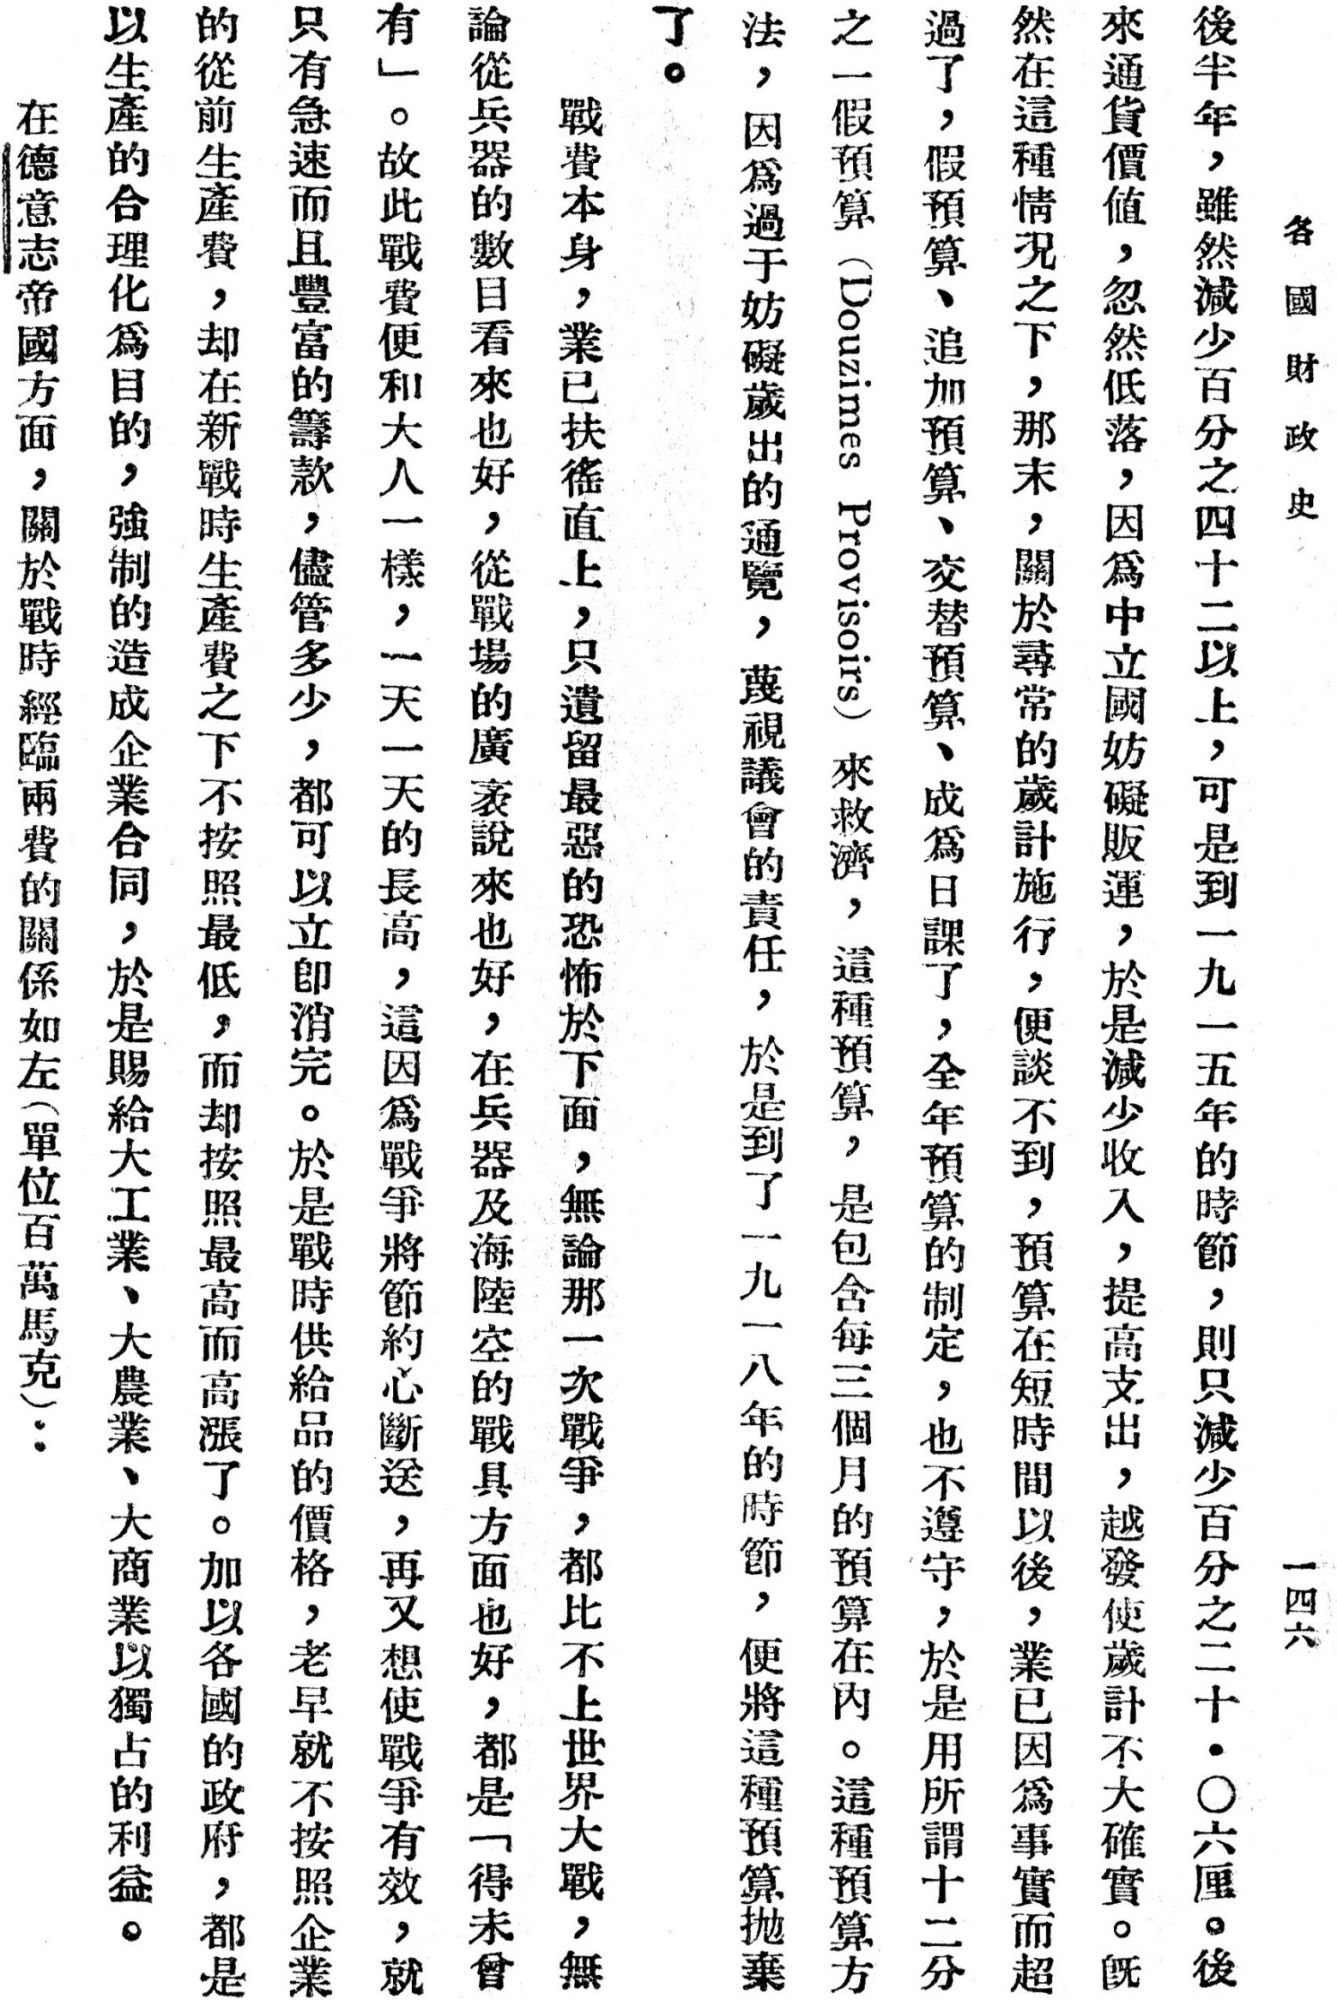 各國財政史
一四六
後半年，雖然減少百分之四十二以上，可是到一九一五年的時節，則只減少百分之二十・〇六厘。後
來通貨價値，忽然低落，因爲中立國妨礙販運，於是減少收入，提高支出，越發使歲計不大確實。旣
然在這種情况之下，那末，關於尋常的歲計施行，便談不到，預算在短時間以後，業已因爲事實而超
過了，假預算、追加預算、交替預算、成爲日課了，全年預算的制定，也不遵守，於是用所謂十二分
之一假預算（Douzimes Provisoirs）來救濟，這種預算，是包含每三個月的預算在內。這種預算方
法，因爲過于妨礙歲出的通覽，蔑視議會的責任，於是到了一九一八年的時節，便將這種預算拋棄
了。
戰費本身，業已扶徭直上，只遺留最惡的恐怖於下面，無論那一次戰爭，都比不上世界大戰，無
論從兵器的數目看來也好，從戰場的廣袤說來也好，在兵器及海陸空的戰具方面也好，都是「得未曾
有」。故此戰費便和大人一樣，一天一天的長高，這因爲戰爭將節約心斷送，再又想使戰爭有效，就
只有急速而且豐富的籌款，儘管多少，都可以立卽消完。於是戰時供給品的價格，老早就不按照企業
的從前生產費，却在新戰時生產費之下不按照最低，而却按照最高而高漲了。加以各國的政府，都是
以生產的合理化爲目的，強制的造成企業合同，於是賜給大工業、大農業、大商業以獨占的利益。
在德意志帝國方面，關於戰時經臨兩費的關係如左（單位百萬馬克）：